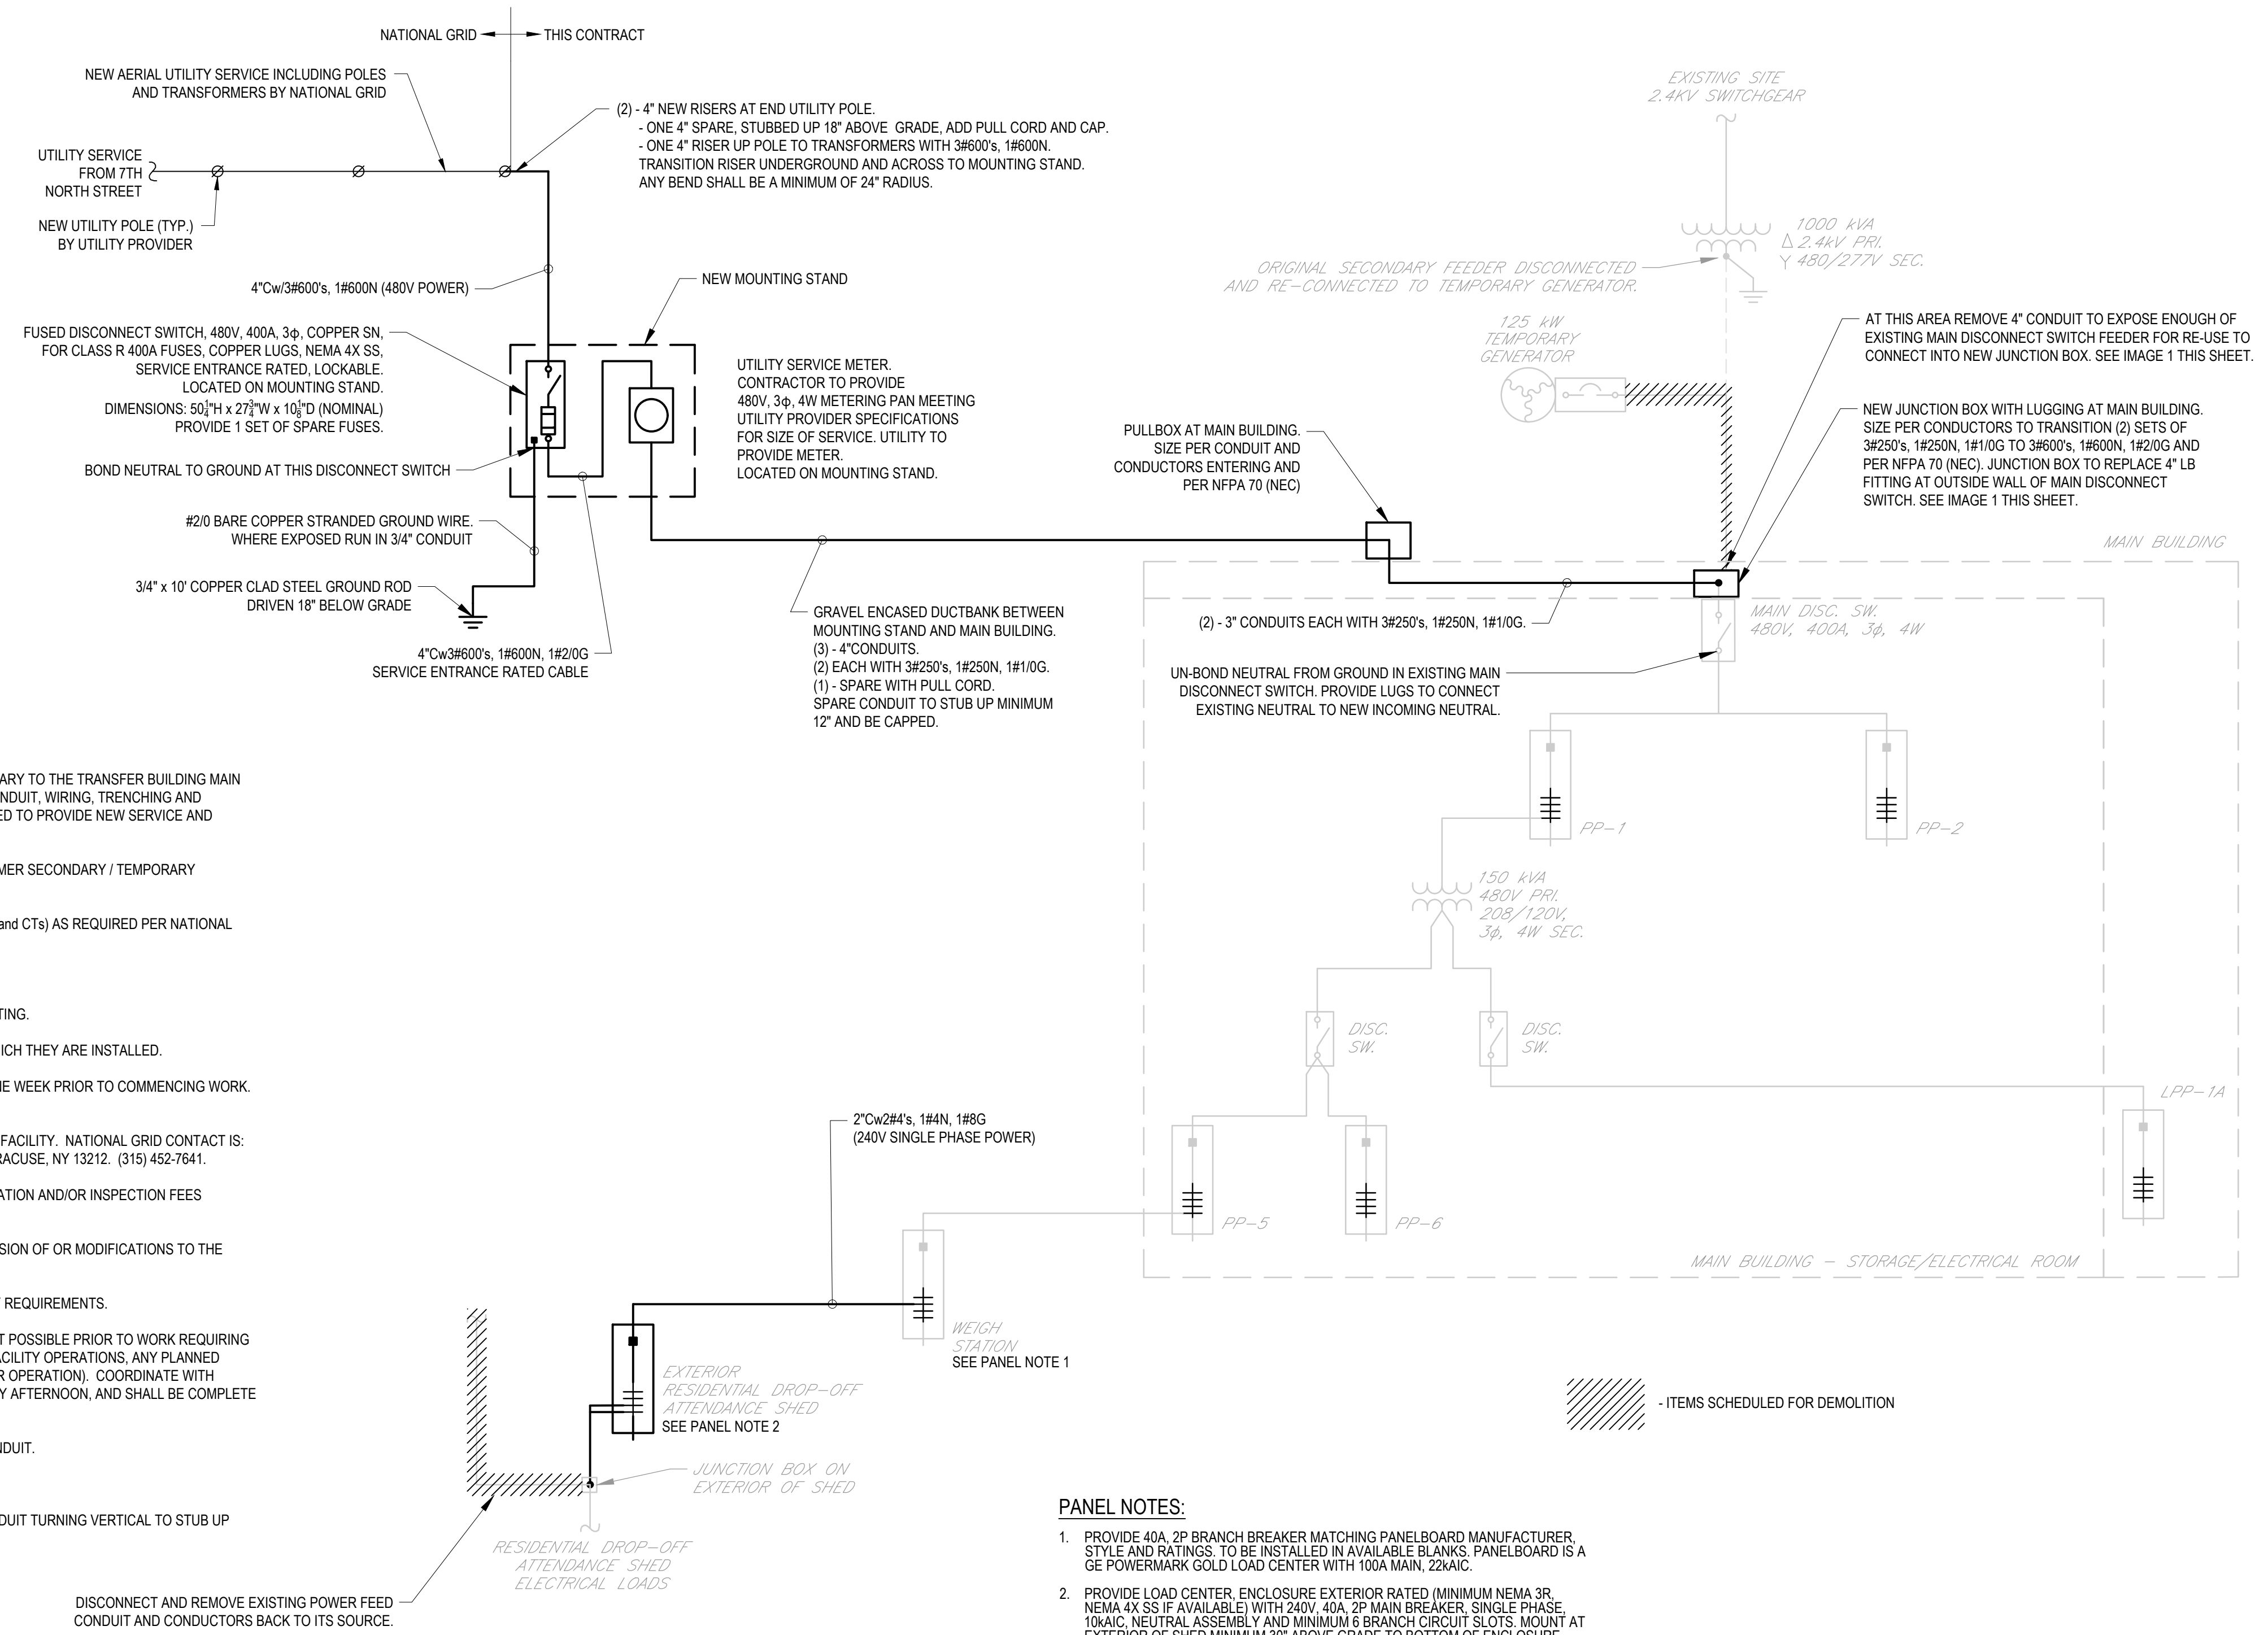 NATIONAL GRID
THIS CONTRACT
NEW AERIAL UTILITY SERVICE INCLUDING POLES
AND TRANSFORMERS BY NATIONAL GRID
(2) - 4" NEW RISERS AT END UTILITY POLE.
- ONE 4" SPARE, STUBBED UP 18" ABOVE GRADE, ADD PULL CORD AND CAP.
- ONE 4" RISER UP POLE TO TRANSFORMERS WITH 3#600's, 1#600N.
TRANSITION RISER UNDERGROUND AND ACROSS TO MOUNTING STAND.
ANY BEND SHALL BE A MINIMUM OF 24" RADIUS.
UTILITY SERVICE
FROM 7TH
NORTH STREET
NEW UTILITY POLE (TYP.)
BY UTILITY PROVIDER
4"Cw/3#600's, 1#600N (480V POWER)
NEW MOUNTING STAND
FUSED DISCONNECT SWITCH, 480V, 400A, 3ϕ, COPPER SN,
FOR CLASS R 400A FUSES, COPPER LUGS, NEMA 4X SS,
SERVICE ENTRANCE RATED, LOCKABLE.
LOCATED ON MOUNTING STAND.
DIMENSIONS: 50 1/4"H x 27 3/4"W x 10 1/8"D (NOMINAL)
PROVIDE 1 SET OF SPARE FUSES.
BOND NEUTRAL TO GROUND AT THIS DISCONNECT SWITCH
UTILITY SERVICE METER.
CONTRACTOR TO PROVIDE
480V, 3ϕ, 4W METERING PAN MEETING
UTILITY PROVIDER SPECIFICATIONS
FOR SIZE OF SERVICE. UTILITY TO
PROVIDE METER.
LOCATED ON MOUNTING STAND.
#2/0 BARE COPPER STRANDED GROUND WIRE.
WHERE EXPOSED RUN IN 3/4" CONDUIT
3/4" x 10' COPPER CLAD STEEL GROUND ROD
DRIVEN 18" BELOW GRADE
4"Cw3#600's, 1#600N, 1#2/0G
SERVICE ENTRANCE RATED CABLE
GRAVEL ENCASED DUCTBANK BETWEEN
MOUNTING STAND AND MAIN BUILDING.
(3) - 4"CONDUITS.
(2) EACH WITH 3#250's, 1#250N, 1#1/0G.
(1) - SPARE WITH PULL CORD.
SPARE CONDUIT TO STUB UP MINIMUM
12" AND BE CAPPED.
EXISTING SITE
2.4KV SWITCHGEAR
1000 kVA
Δ 2.4kV PRI.
Y 480/277V SEC.
ORIGINAL SECONDARY FEEDER DISCONNECTED
AND RE-CONNECTED TO TEMPORARY GENERATOR.
125 kW
TEMPORARY
GENERATOR
AT THIS AREA REMOVE 4" CONDUIT TO EXPOSE ENOUGH OF
EXISTING MAIN DISCONNECT SWITCH FEEDER FOR RE-USE TO
CONNECT INTO NEW JUNCTION BOX. SEE IMAGE 1 THIS SHEET.
NEW JUNCTION BOX WITH LUGGING AT MAIN BUILDING.
SIZE PER CONDUCTORS TO TRANSITION (2) SETS OF
3#250's, 1#250N, 1#1/0G TO 3#600's, 1#600N, 1#2/0G AND
PER NFPA 70 (NEC). JUNCTION BOX TO REPLACE 4" LB
FITTING AT OUTSIDE WALL OF MAIN DISCONNECT
SWITCH. SEE IMAGE 1 THIS SHEET.
PULLBOX AT MAIN BUILDING.
SIZE PER CONDUIT AND
CONDUCTORS ENTERING AND
PER NFPA 70 (NEC)
MAIN BUILDING
(2) - 3" CONDUITS EACH WITH 3#250's, 1#250N, 1#1/0G.
MAIN DISC. SW.
480V, 400A, 3ϕ, 4W
UN-BOND NEUTRAL FROM GROUND IN EXISTING MAIN
DISCONNECT SWITCH. PROVIDE LUGS TO CONNECT
EXISTING NEUTRAL TO NEW INCOMING NEUTRAL.
PP-1
PP-2
150 kVA
480V PRI.
208/120V,
3ϕ, 4W SEC.
DISC.
SW.
DISC.
SW.
LPP-1A
PP-5
PP-6
MAIN BUILDING - STORAGE/ELECTRICAL ROOM
ARY TO THE TRANSFER BUILDING MAIN
NDUIT, WIRING, TRENCHING AND
ED TO PROVIDE NEW SERVICE AND
MER SECONDARY / TEMPORARY
and CTs) AS REQUIRED PER NATIONAL
TING.
ICH THEY ARE INSTALLED.
NE WEEK PRIOR TO COMMENCING WORK.
FACILITY. NATIONAL GRID CONTACT IS:
RACUSE, NY 13212. (315) 452-7641.
ATION AND/OR INSPECTION FEES
SION OF OR MODIFICATIONS TO THE
REQUIREMENTS.
T POSSIBLE PRIOR TO WORK REQUIRING
ACILITY OPERATIONS, ANY PLANNED
R OPERATION). COORDINATE WITH
Y AFTERNOON, AND SHALL BE COMPLETE
NDUIT.
DUIT TURNING VERTICAL TO STUB UP
2"Cw2#4's, 1#4N, 1#8G
(240V SINGLE PHASE POWER)
WEIGH
STATION
SEE PANEL NOTE 1
EXTERIOR
RESIDENTIAL DROP-OFF
ATTENDANCE SHED
SEE PANEL NOTE 2
JUNCTION BOX ON
EXTERIOR OF SHED
RESIDENTIAL DROP-OFF
ATTENDANCE SHED
ELECTRICAL LOADS
DISCONNECT AND REMOVE EXISTING POWER FEED
CONDUIT AND CONDUCTORS BACK TO ITS SOURCE.
- ITEMS SCHEDULED FOR DEMOLITION
PANEL NOTES:
1. PROVIDE 40A, 2P BRANCH BREAKER MATCHING PANELBOARD MANUFACTURER,
STYLE AND RATINGS. TO BE INSTALLED IN AVAILABLE BLANKS. PANELBOARD IS A
GE POWERMARK GOLD LOAD CENTER WITH 100A MAIN, 22kAIC.
2. PROVIDE LOAD CENTER, ENCLOSURE EXTERIOR RATED (MINIMUM NEMA 3R,
NEMA 4X SS IF AVAILABLE) WITH 240V, 40A, 2P MAIN BREAKER, SINGLE PHASE,
10kAIC, NEUTRAL ASSEMBLY AND MINIMUM 6 BRANCH CIRCUIT SLOTS. MOUNT AT
EXTERIOR OF SHED MINIMUM 30" ABOVE GRADE TO BOTTOM OF ENCLOSURE